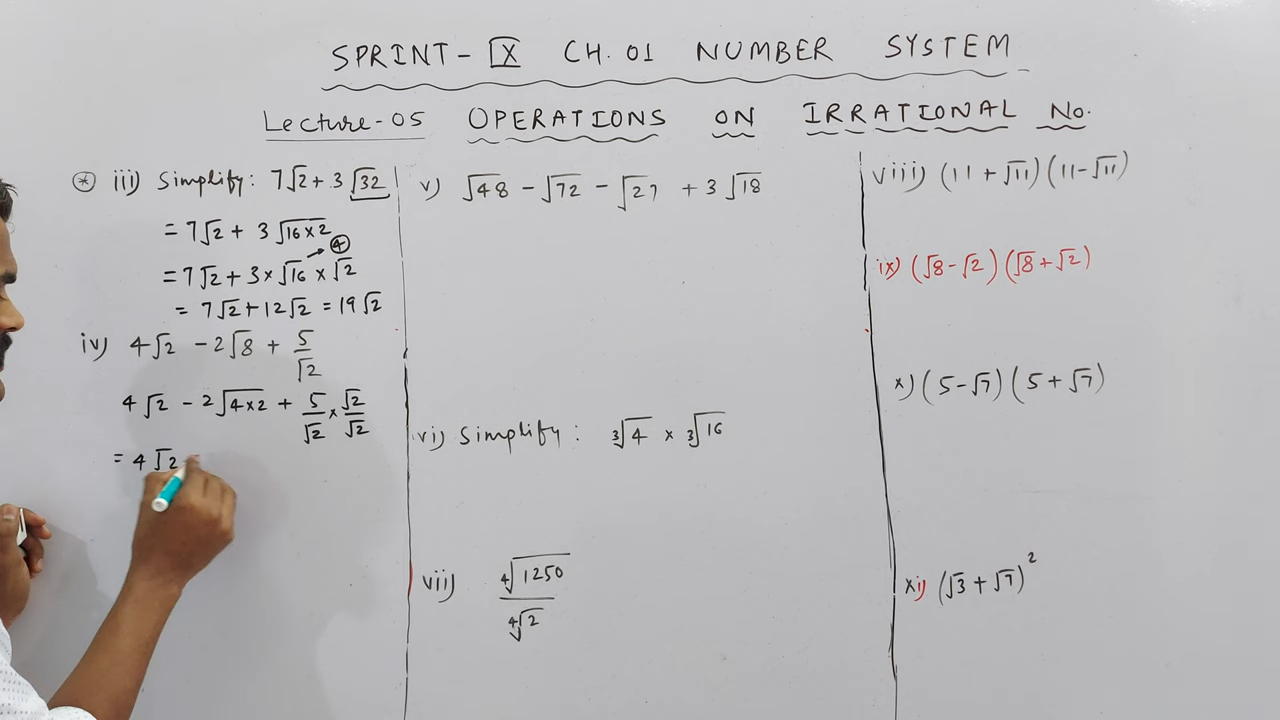 SPRINT - IX CH. 01 NUMBER SYSTEM
Lecture-05 OPERATIONS ON IRRATIONAL No.
* iii) Simplify: 7√2 + 3√32
= 7√2 + 3√16×2
= 7√2 + 3×√16 × √2
4
= 7√2 + 12√2 = 19√2
iv) 4√2 - 2√8 + 5/√2
4√2 - 2√4×2 + 5/√2 × √2/√2
= 4√2
v) √48 - √72 - √27 + 3√18
vi) Simplify: ∛4 × ∛16
vii) ∜1250 / ∜2
viii) (11 + √11)(11-√11)
ix) (√8 - √2)(√8 + √2)
x) (5 - √7)(5 + √7)
xi) (√3 + √7)²